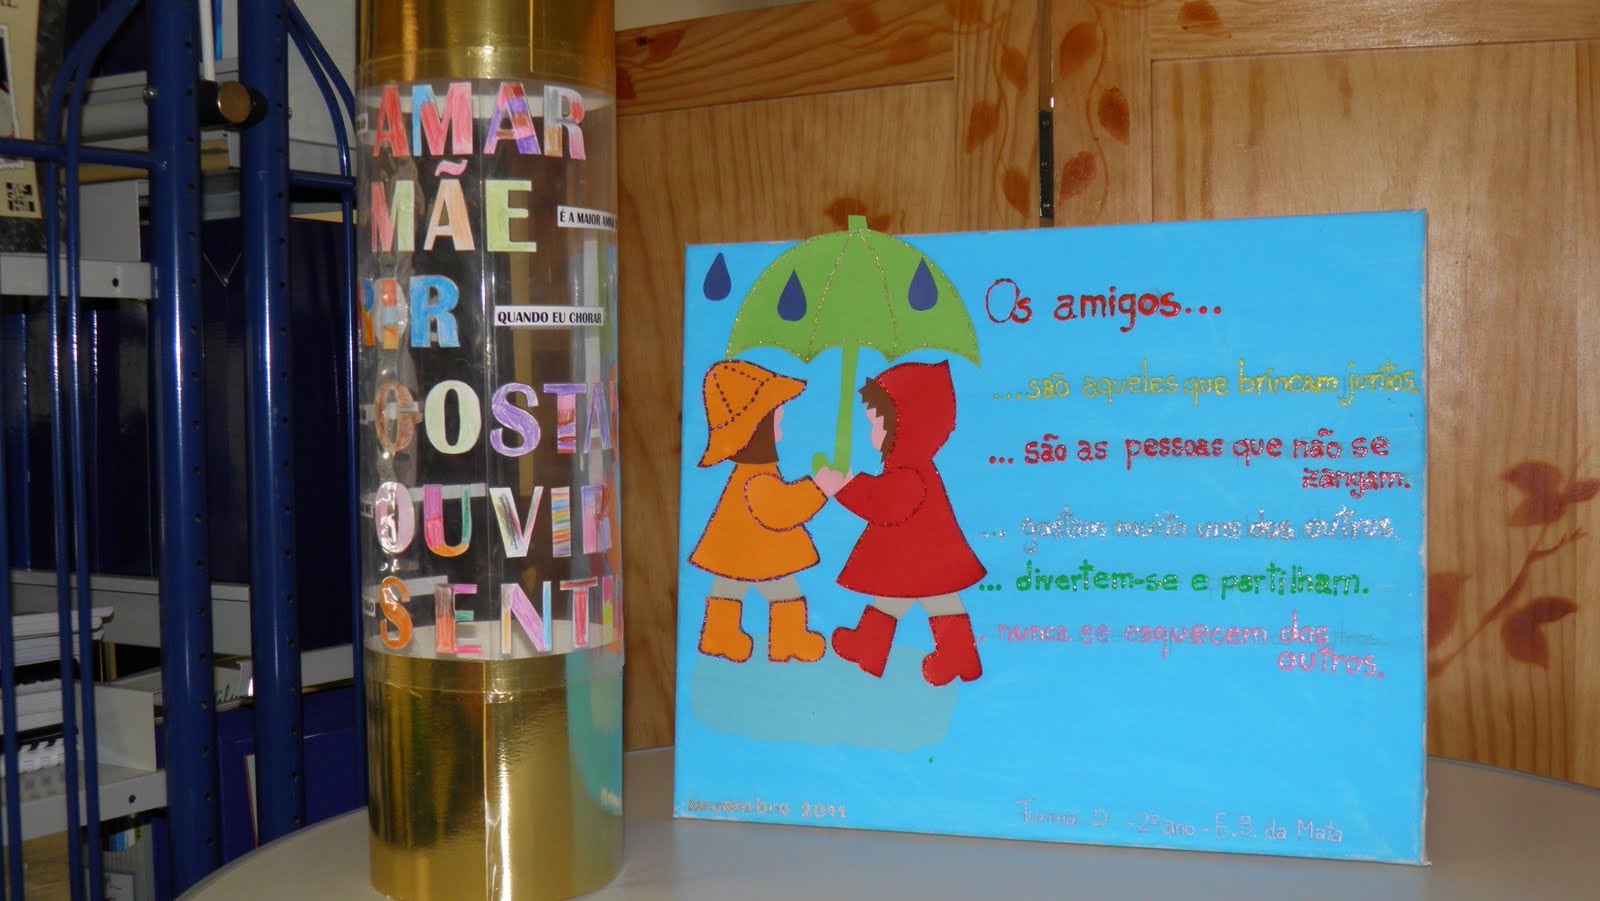 AMAR
MÃE
É A MAIOR
RIR
QUANDO EU CHORAR
GOSTA
OUVIR
SENTI
Os amigos...
...são aqueles que brincam juntos.
... são as pessoas que não se
zangam.
... gostam muito uns dos outros.
... divertem-se e partilham.
... nunca se esquecem dos
outros.
novembro 2011
Turma D - 2º ano - E. B. da Mata